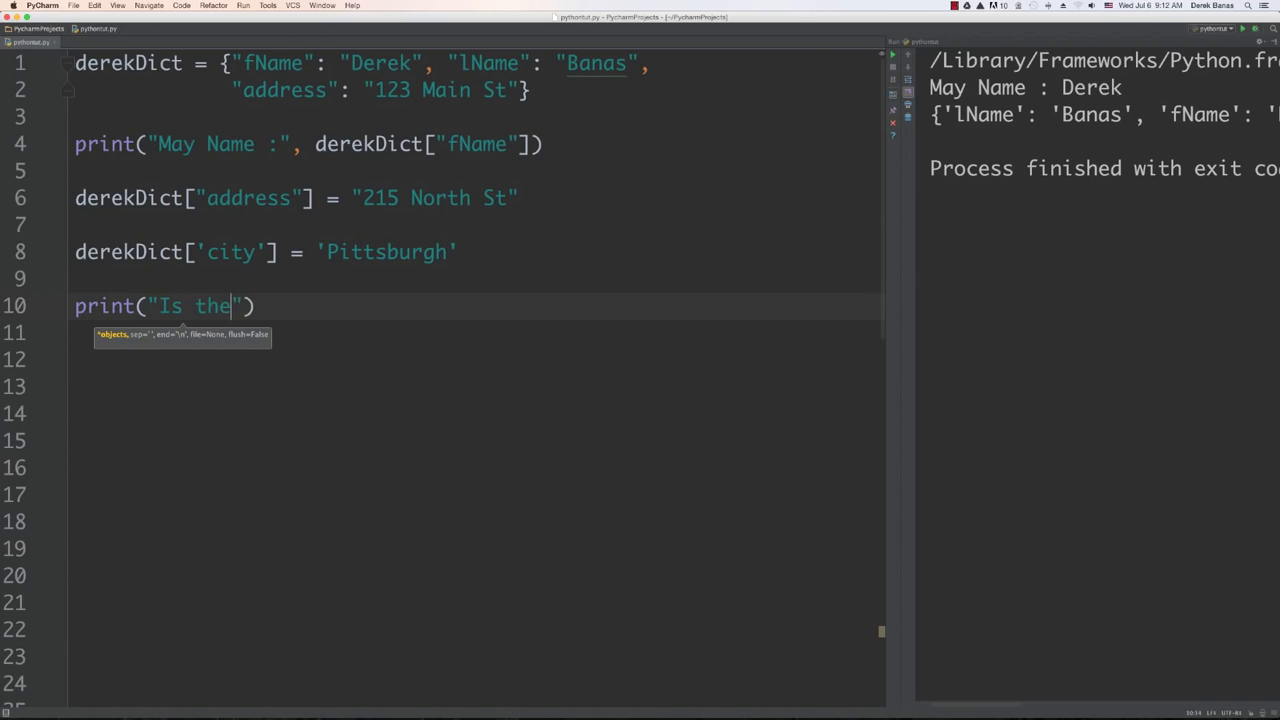 PyCharm File Edit View Navigate Code Refactor Run Tools VCS Window Help 10 Wed Jul 6 9:12 AM Derek Banas
pythontut.py - PycharmProjects - [~/PycharmProjects]
PycharmProjects pythontut.py pythontut
pythontut.py Run pythontut
1 derekDict = {"fName": "Derek", "lName": "Banas",
2 "address": "123 Main St"}
3
4 print("May Name :", derekDict["fName"])
5
6 derekDict["address"] = "215 North St"
7
8 derekDict['city'] = 'Pittsburgh'
9
10 print("Is the")
*objects, sep=' ', end='\n', file=None, flush=False
11
12
13
14
15
16
17
18
19
20
21
22
23
24
25
/Library/Frameworks/Python.fra
May Name : Derek
{'lName': 'Banas', 'fName': '
Process finished with exit co
10:14 LF÷ UTF-8÷